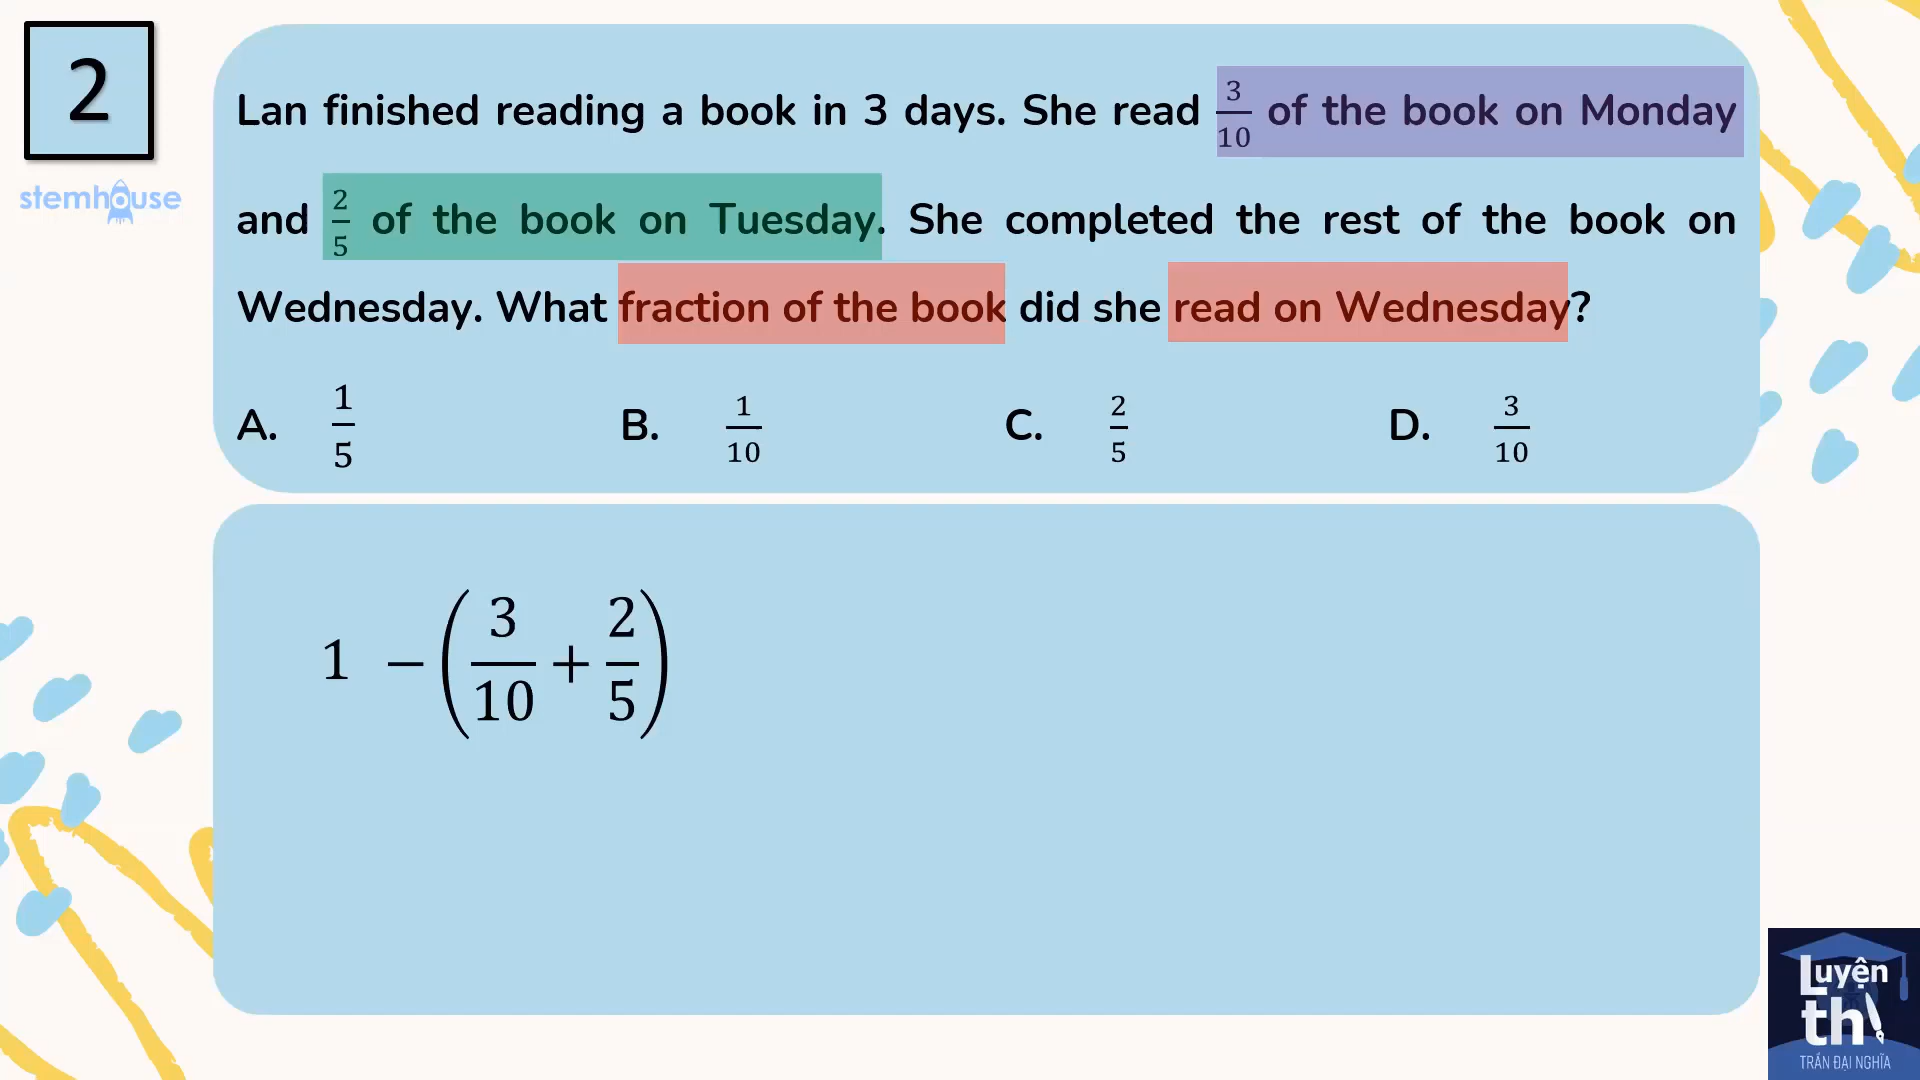 2
stemhouse
Lan finished reading a book in 3 days. She read 3/10 of the book on Monday
and 2/5 of the book on Tuesday. She completed the rest of the book on
Wednesday. What fraction of the book did she read on Wednesday?
A. 1/5 B. 1/10 C. 2/5 D. 3/10
1 − (3/10 + 2/5)
Luyện
thi
TRẦN ĐẠI NGHĨA